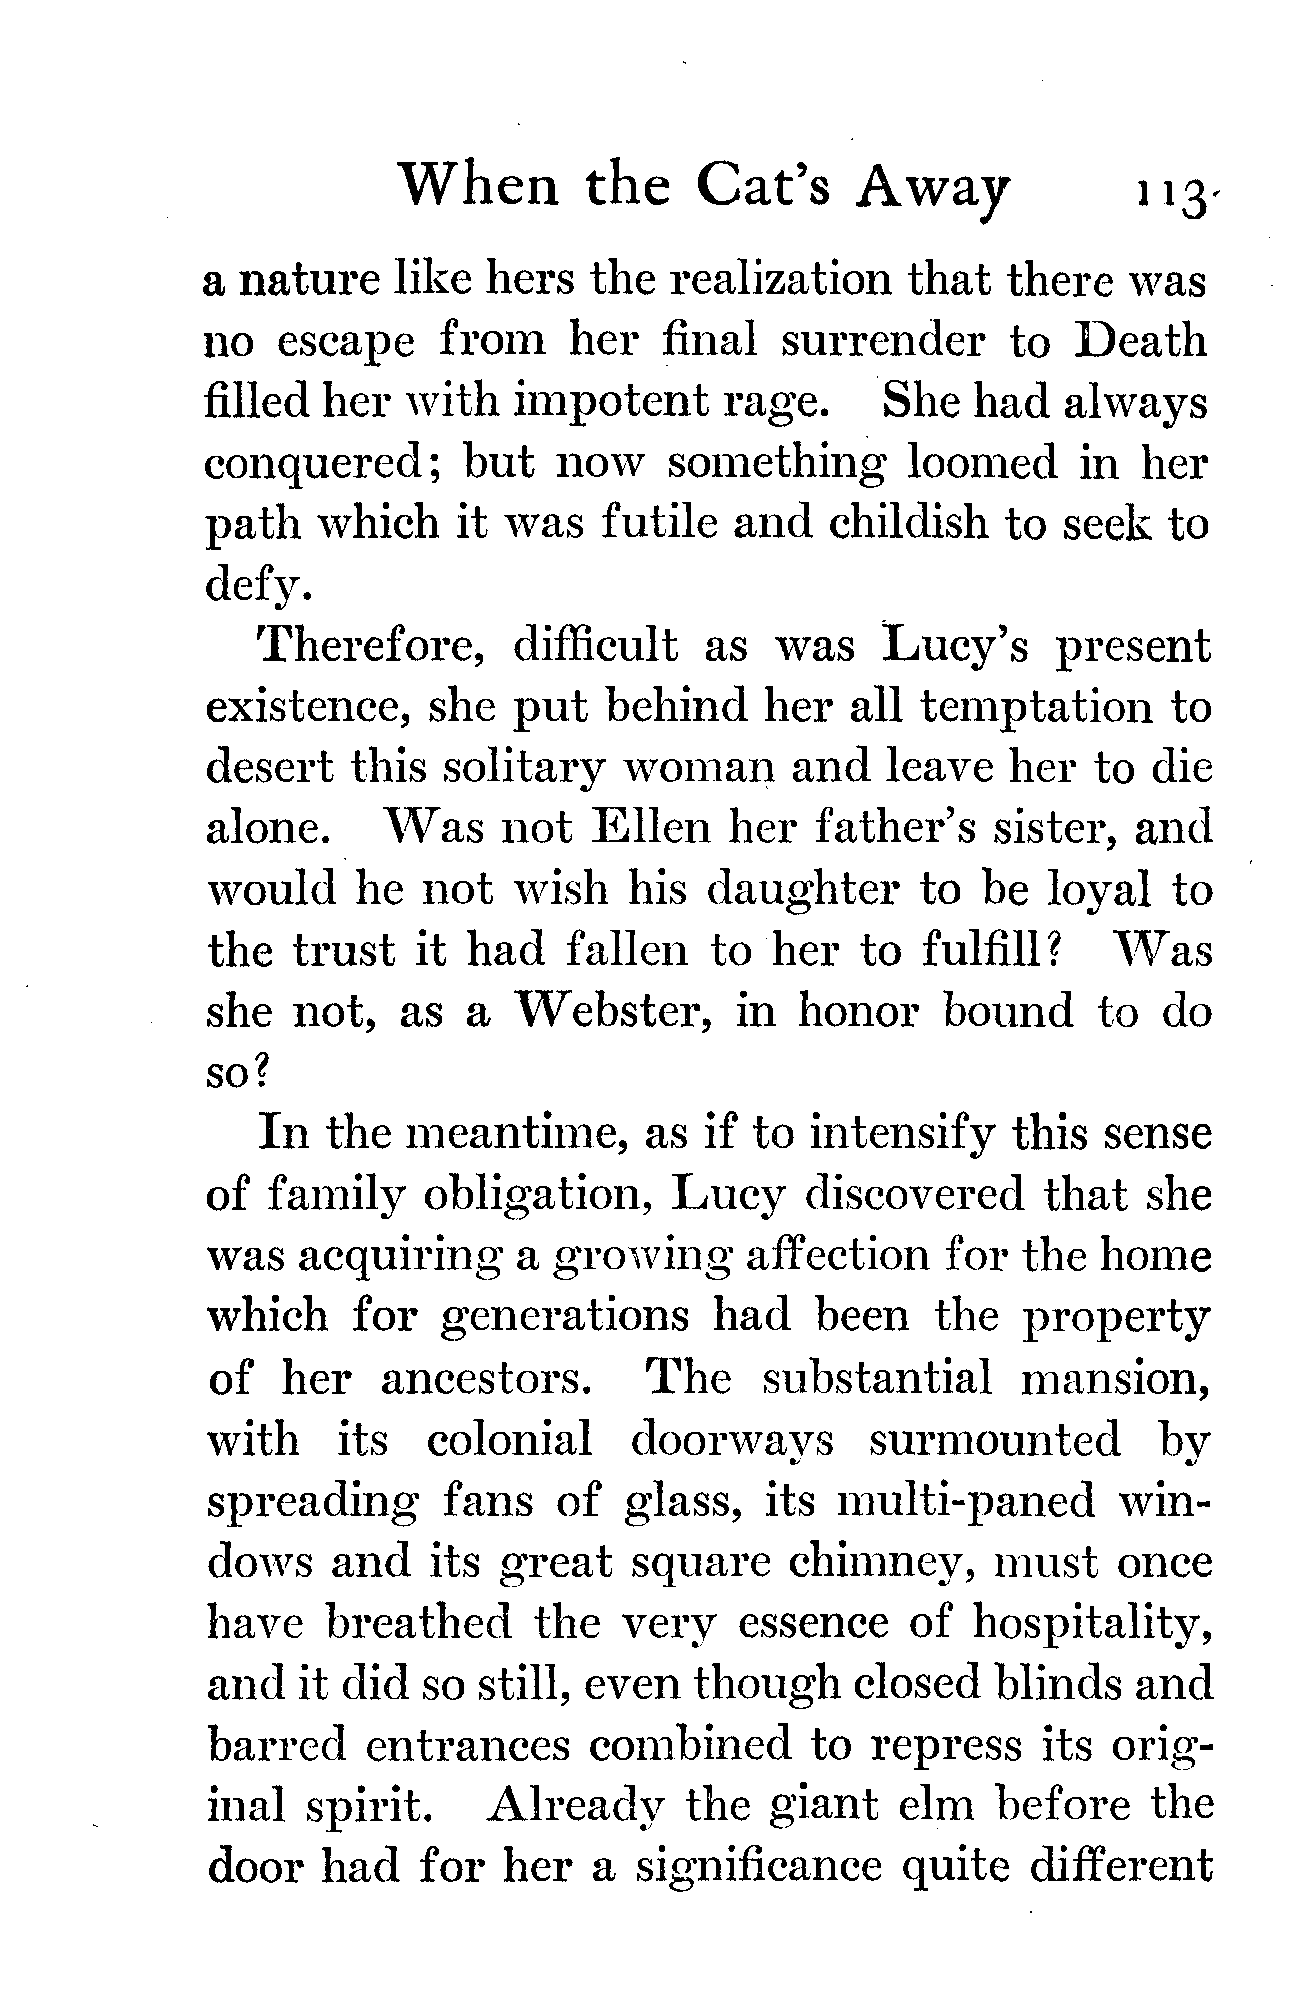 When the Cat's Away 113
a nature like hers the realization that there was
no escape from her final surrender to Death
filled her with impotent rage. She had always
conquered; but now something loomed in her
path which it was futile and childish to seek to
defy.
Therefore, difficult as was Lucy's present
existence, she put behind her all temptation to
desert this solitary woman and leave her to die
alone. Was not Ellen her father's sister, and
would he not wish his daughter to be loyal to
the trust it had fallen to her to fulfill? Was
she not, as a Webster, in honor bound to do
so?
In the meantime, as if to intensify this sense
of family obligation, Lucy discovered that she
was acquiring a growing affection for the home
which for generations had been the property
of her ancestors. The substantial mansion,
with its colonial doorways surmounted by
spreading fans of glass, its multi-paned win-
dows and its great square chimney, must once
have breathed the very essence of hospitality,
and it did so still, even though closed blinds and
barred entrances combined to repress its orig-
inal spirit. Already the giant elm before the
door had for her a significance quite different